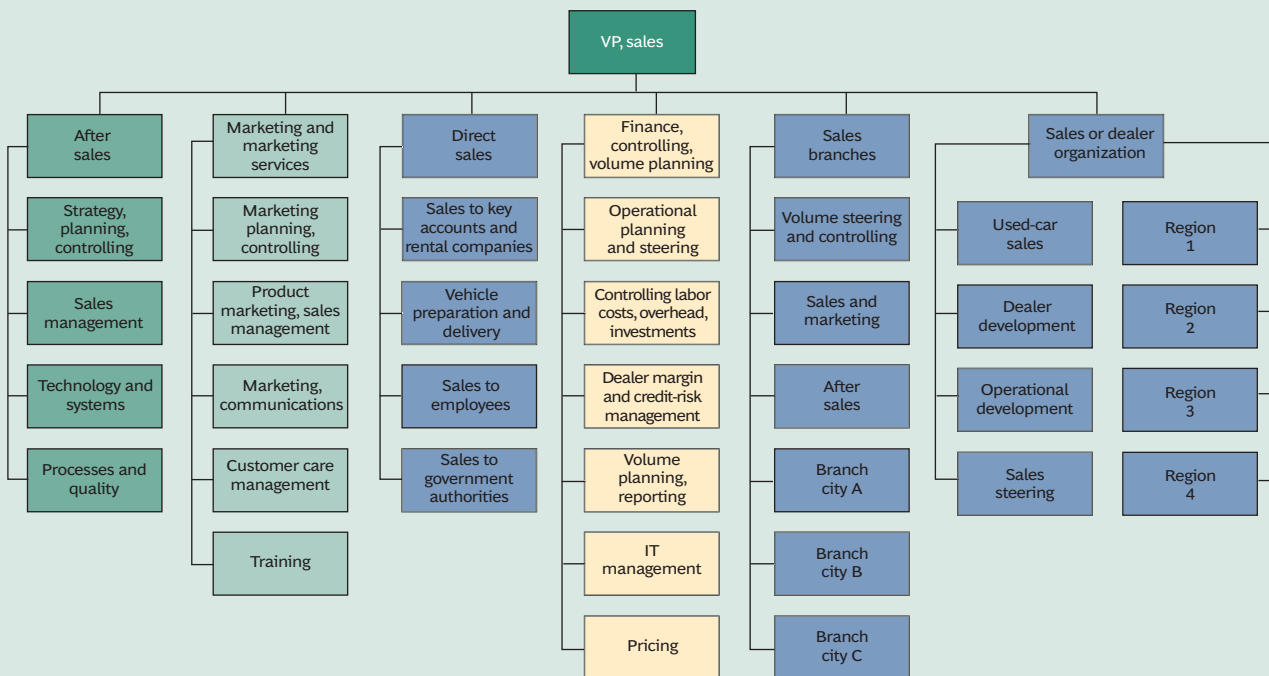 VP, sales
After
sales
Strategy,
planning,
controlling
Sales
management
Technology and
systems
Processes and
quality
Marketing and
marketing
services
Marketing
planning,
controlling
Product
marketing, sales
management
Marketing,
communications
Customer care
management
Training
Direct
sales
Sales to key
accounts and
rental companies
Vehicle
preparation and
delivery
Sales to
employees
Sales to
government
authorities
Finance,
controlling,
volume planning
Operational
planning
and steering
Controlling labor
costs, overhead,
investments
Dealer margin
and credit-risk
management
Volume
planning,
reporting
IT
management
Pricing
Sales
branches
Volume steering
and controlling
Sales and
marketing
After
sales
Branch
city A
Branch
city B
Branch
city C
Sales or dealer
organization
Used-car
sales
Dealer
development
Operational
development
Sales
steering
Region
1
Region
2
Region
3
Region
4